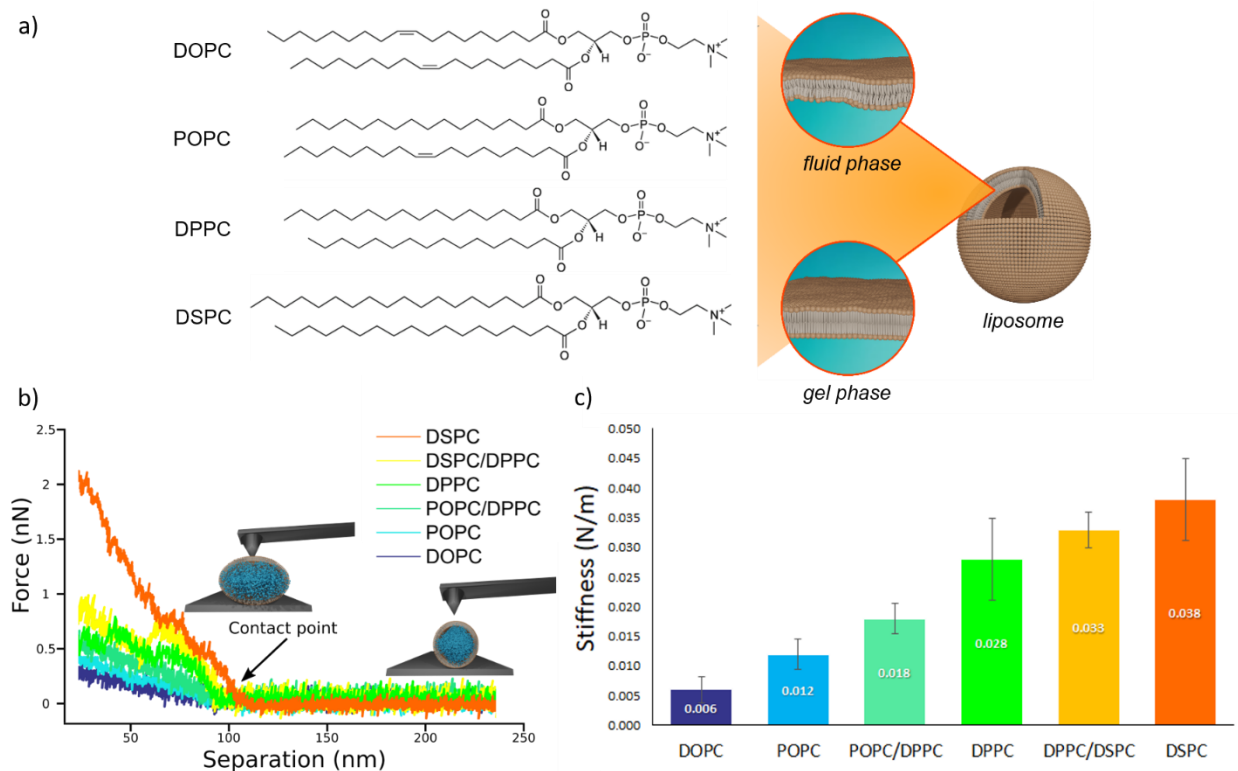 a)
DOPC
O
O
P
O
O
O⁻
N⁺
H
O
O
fluid phase
POPC
O
O
P
O
O
O⁻
N⁺
H
O
O
DPPC
O
O
P
O
O
O⁻
N⁺
H
O
O
DSPC
O
O
P
O
O
O⁻
N⁺
H
O
O
liposome
gel phase
b)
Force (nN)
2.5
2
1.5
1
0.5
0
DSPC
DSPC/DPPC
DPPC
POPC/DPPC
POPC
DOPC
Contact point
50
100
150
200
250
Separation (nm)
c)
Stiffness (N/m)
0.050
0.045
0.040
0.035
0.030
0.025
0.020
0.015
0.010
0.005
0.000
0.006
0.012
0.018
0.028
0.033
0.038
DOPC
POPC
POPC/DPPC
DPPC
DPPC/DSPC
DSPC